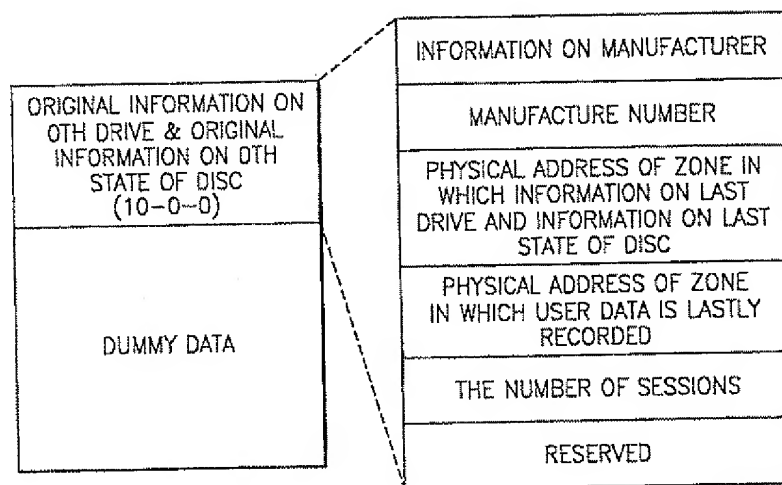 ORIGINAL INFORMATION ON
0TH DRIVE & ORIGINAL
INFORMATION ON 0TH
STATE OF DISC
(10-0-0)
DUMMY DATA
INFORMATION ON MANUFACTURER
MANUFACTURE NUMBER
PHYSICAL ADDRESS OF ZONE IN
WHICH INFORMATION ON LAST
DRIVE AND INFORMATION ON LAST
STATE OF DISC
PHYSICAL ADDRESS OF ZONE
IN WHICH USER DATA IS LASTLY
RECORDED
THE NUMBER OF SESSIONS
RESERVED